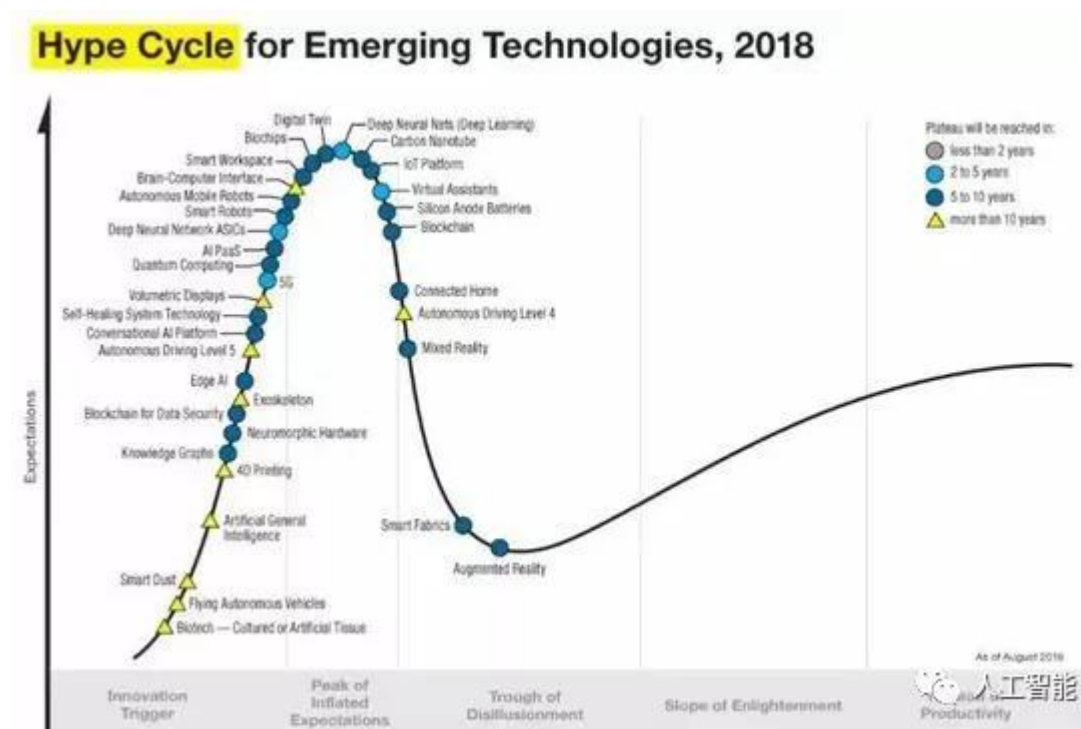 Hype Cycle for Emerging Technologies, 2018
Expectations
Digital Twin
Biochips
Smart Workspace
Brain-Computer Interface
Autonomous Mobile Robots
Smart Robots
Deep Neural Network ASICs
AI PaaS
Quantum Computing
5G
Volumetric Displays
Self-Healing System Technology
Conversational AI Platform
Autonomous Driving Level 5
Edge AI
Exoskeleton
Blockchain for Data Security
Neuromorphic Hardware
Knowledge Graphs
4D Printing
Artificial General
Intelligence
Smart Dust
Flying Autonomous Vehicles
Biotech — Cultured or Artificial Tissue
Deep Neural Nets (Deep Learning)
Carbon Nanotube
IoT Platform
Virtual Assistants
Silicon Anode Batteries
Blockchain
Connected Home
Autonomous Driving Level 4
Mixed Reality
Smart Fabrics
Augmented Reality
Plateau will be reached in:
less than 2 years
2 to 5 years
5 to 10 years
more than 10 years
As of August 2018
Innovation
Trigger
Peak of
Inflated
Expectations
Trough of
Disillusionment
Slope of Enlightenment
Productivity
人工智能